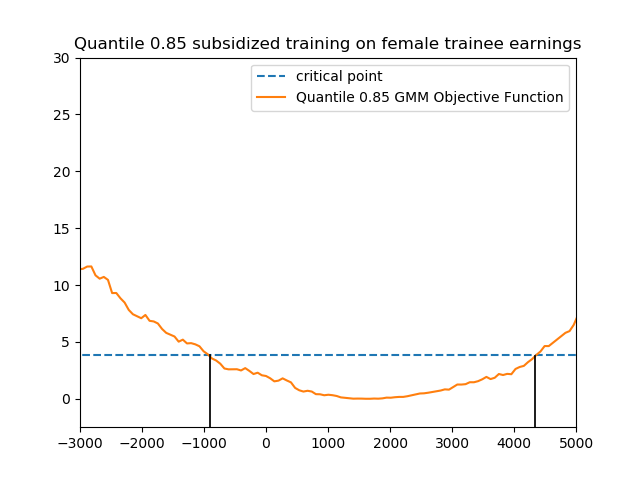 Quantile 0.85 subsidized training on female trainee earnings
critical point
Quantile 0.85 GMM Objective Function
30
25
20
15
10
5
0
−3000 −2000 −1000 0 1000 2000 3000 4000 5000